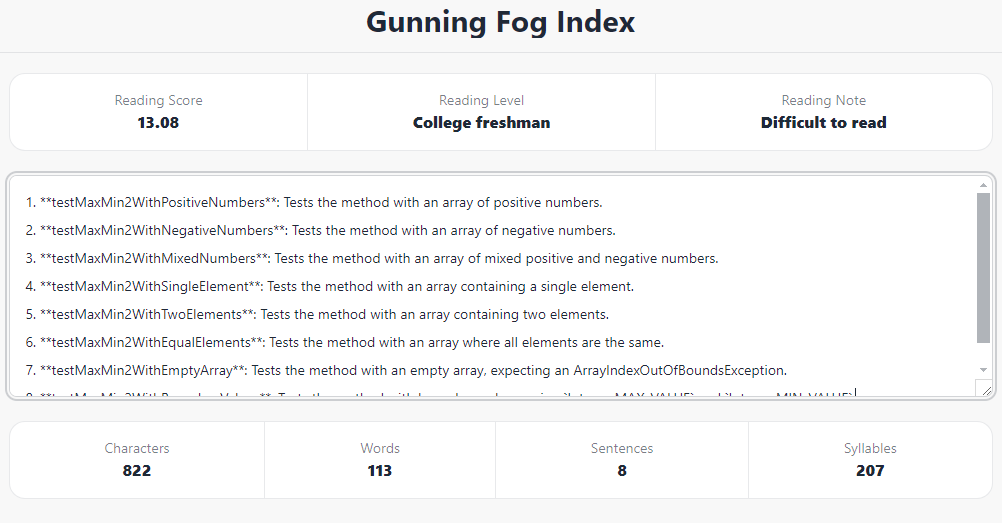 Gunning Fog Index
Reading Score
13.08
Reading Level
College freshman
Reading Note
Difficult to read
1. **testMaxMin2WithPositiveNumbers**: Tests the method with an array of positive numbers.
2. **testMaxMin2WithNegativeNumbers**: Tests the method with an array of negative numbers.
3. **testMaxMin2WithMixedNumbers**: Tests the method with an array of mixed positive and negative numbers.
4. **testMaxMin2WithSingleElement**: Tests the method with an array containing a single element.
5. **testMaxMin2WithTwoElements**: Tests the method with an array containing two elements.
6. **testMaxMin2WithEqualElements**: Tests the method with an array where all elements are the same.
7. **testMaxMin2WithEmptyArray**: Tests the method with an empty array, expecting an ArrayIndexOutOfBoundsException.
Characters
822
Words
113
Sentences
8
Syllables
207